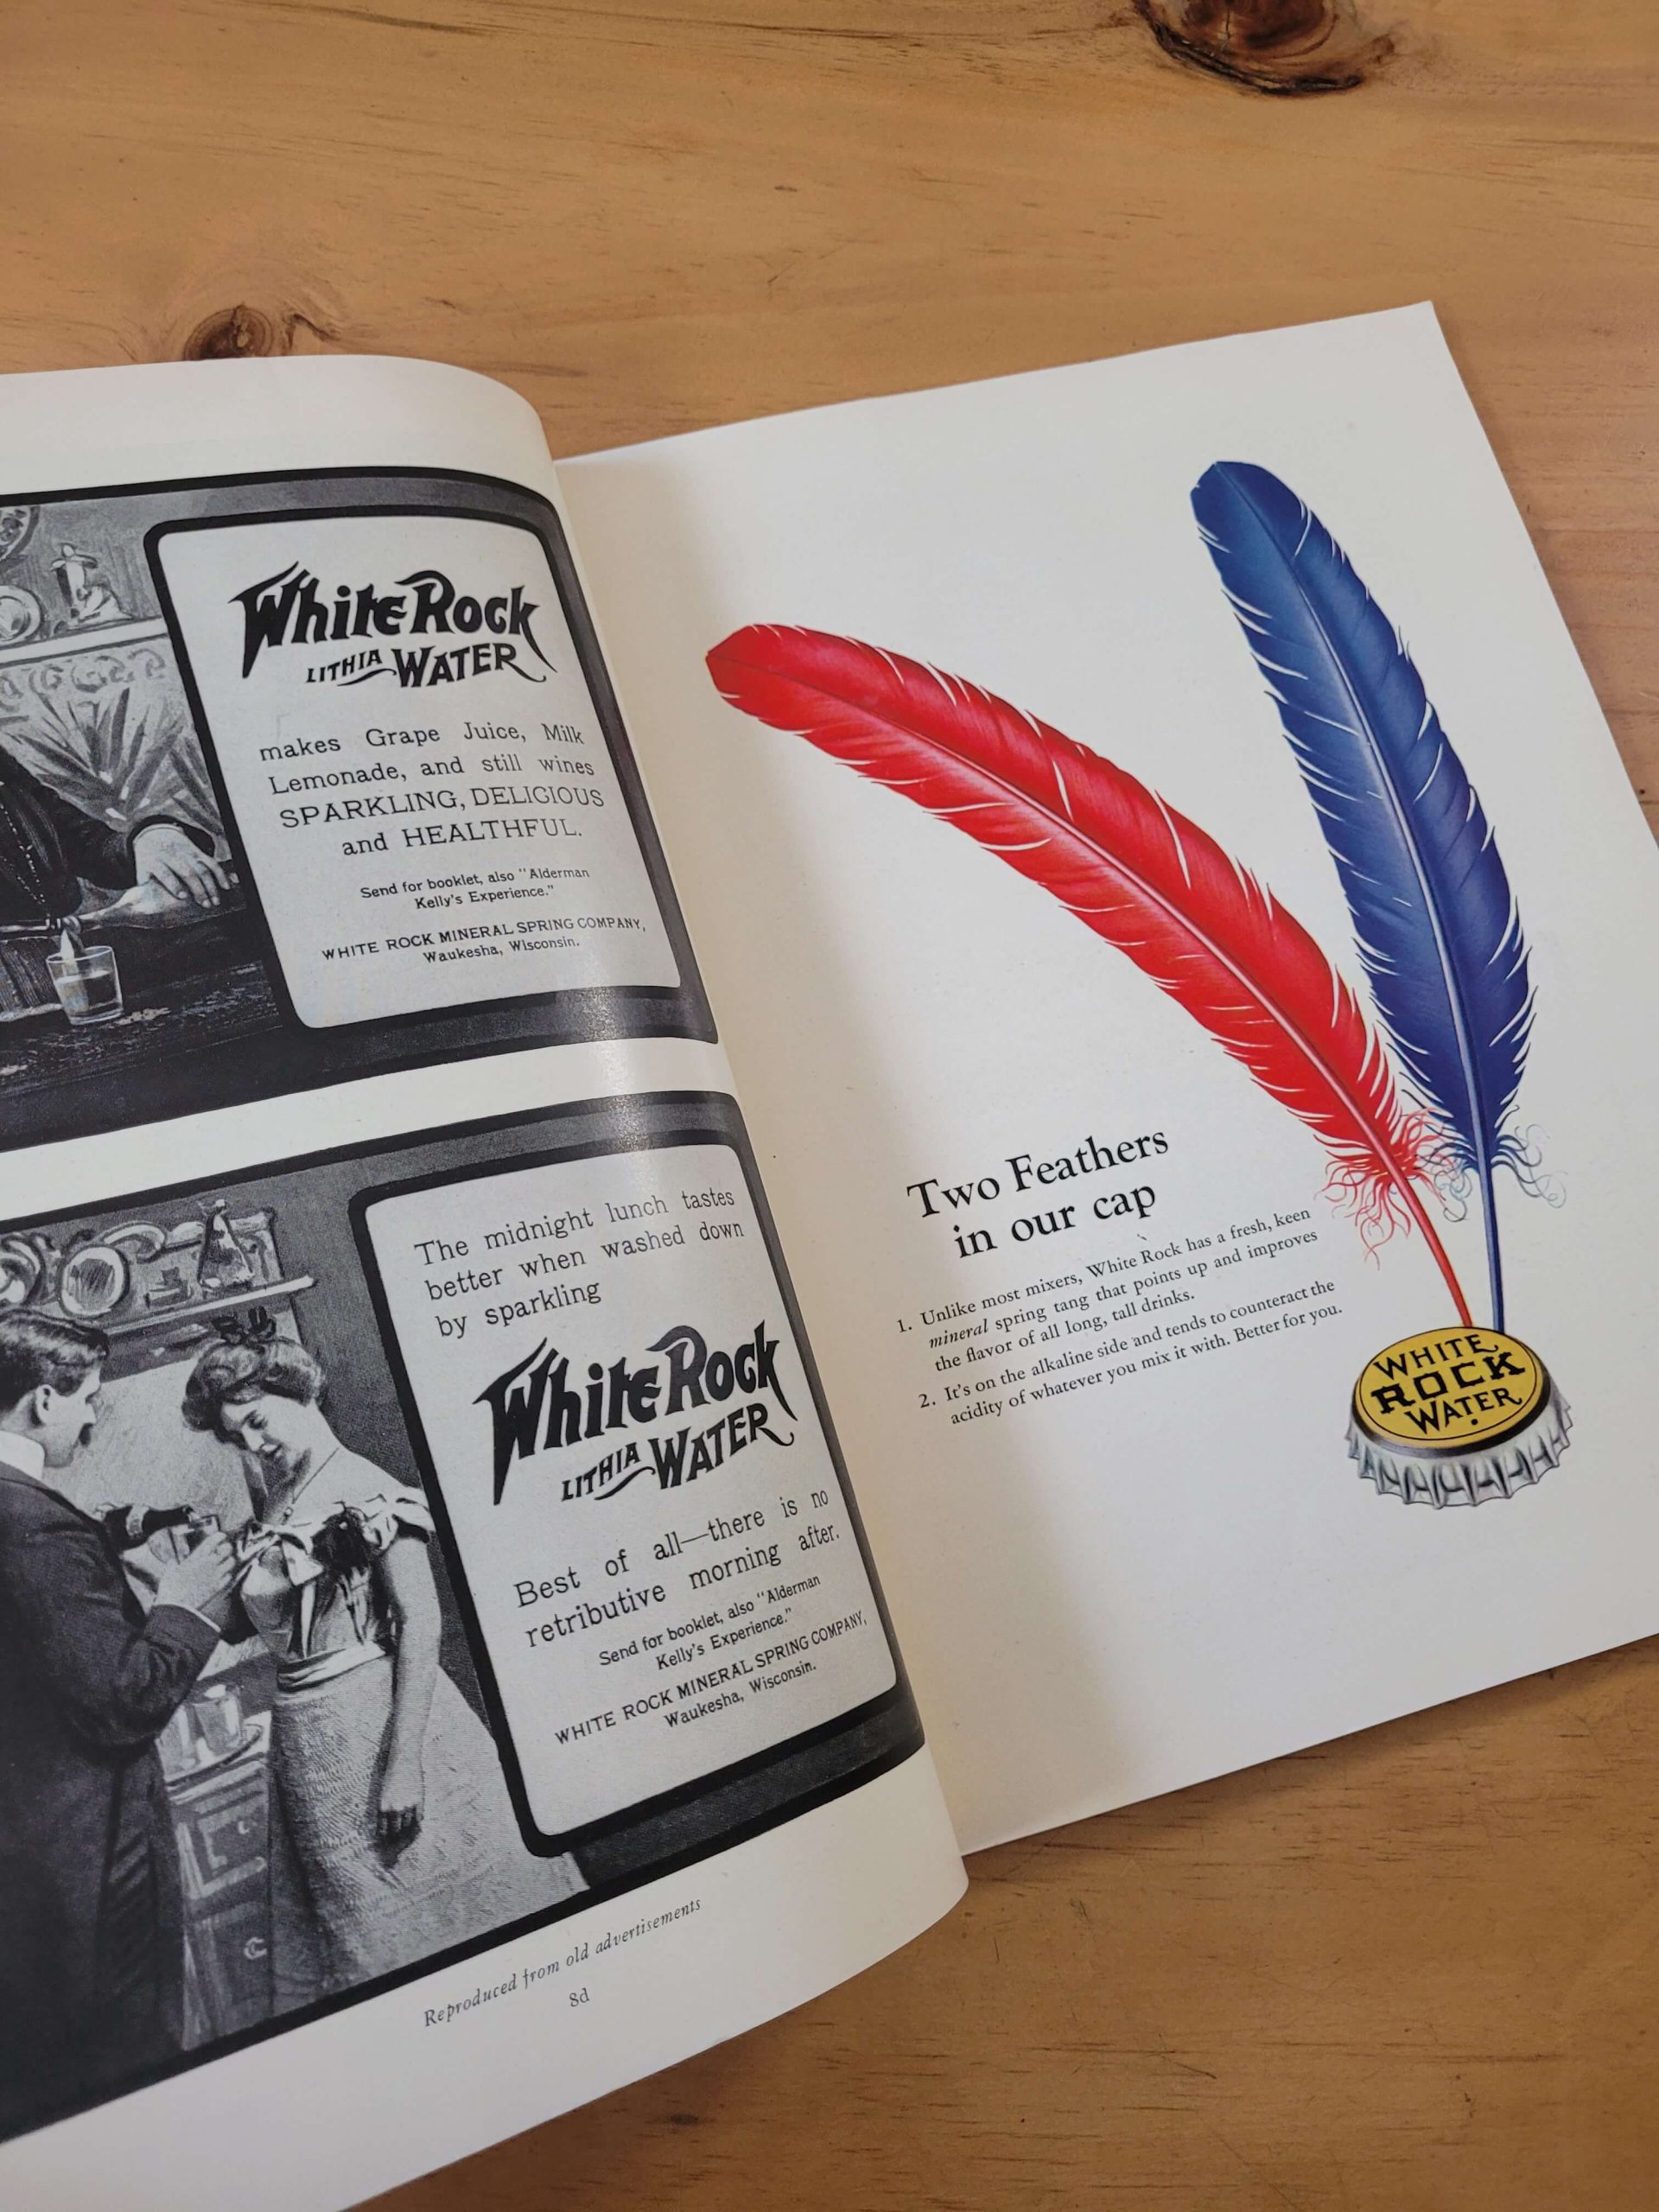 White Rock
LITHIA WATER
makes Grape Juice, Milk
Lemonade, and still wines
SPARKLING, DELICIOUS
and HEALTHFUL.
Send for booklet, also "Alderman
Kelly's Experience."
WHITE ROCK MINERAL SPRING COMPANY,
Waukesha, Wisconsin.
The midnight lunch tastes
better when washed down
by sparkling
White Rock
LITHIA WATER
Best of all—there is no
retributive morning after.
Send for booklet, also "Alderman
Kelly's Experience."
WHITE ROCK MINERAL SPRING COMPANY,
Waukesha, Wisconsin.
Reproduced from old advertisements
8d
Two Feathers
in our cap
1. Unlike most mixers, White Rock has a fresh, keen
mineral spring tang that points up and improves
the flavor of all long, tall drinks.
2. It's on the alkaline side and tends to counteract the
acidity of whatever you mix it with. Better for you.
WHITE
ROCK
WATER